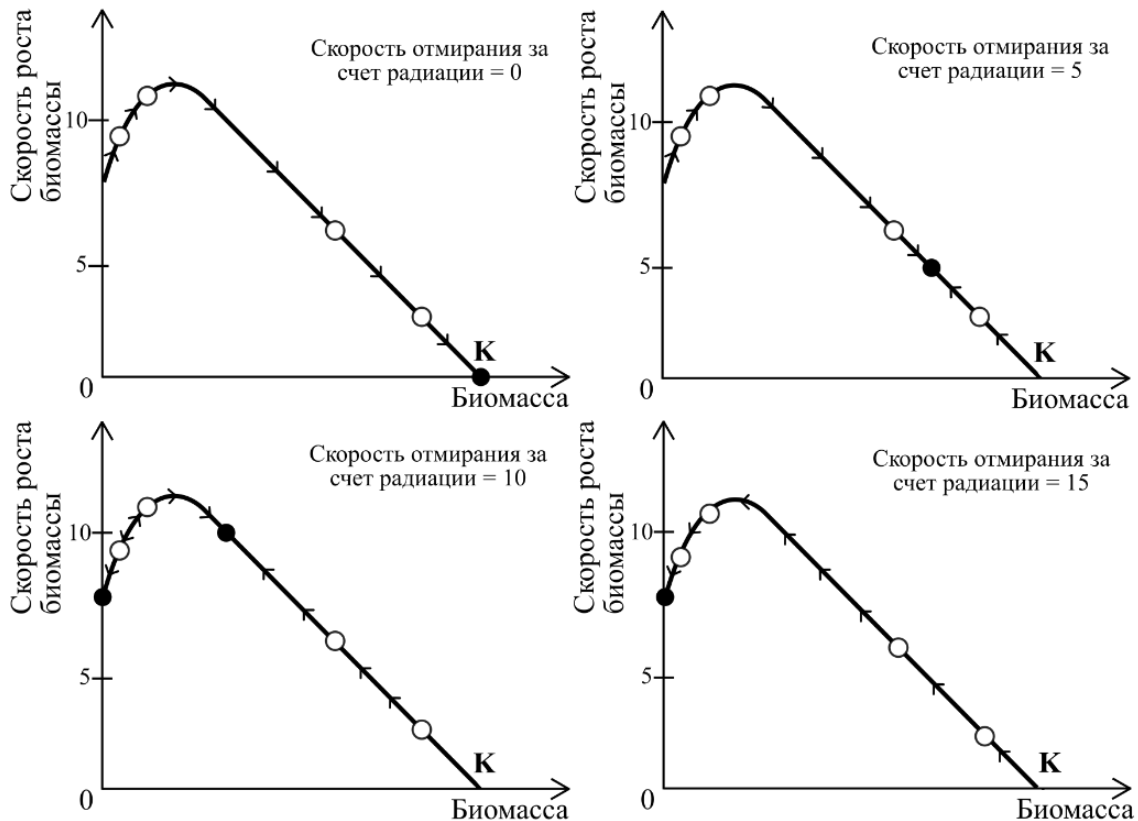 Скорость роста
биомассы
Скорость отмирания за
счет радиации = 0
10
5
0
K
Биомасса
Скорость роста
биомассы
Скорость отмирания за
счет радиации = 5
10
5
0
K
Биомасса
Скорость роста
биомассы
Скорость отмирания за
счет радиации = 10
10
5
0
K
Биомасса
Скорость роста
биомассы
Скорость отмирания за
счет радиации = 15
10
5
0
K
Биомасса